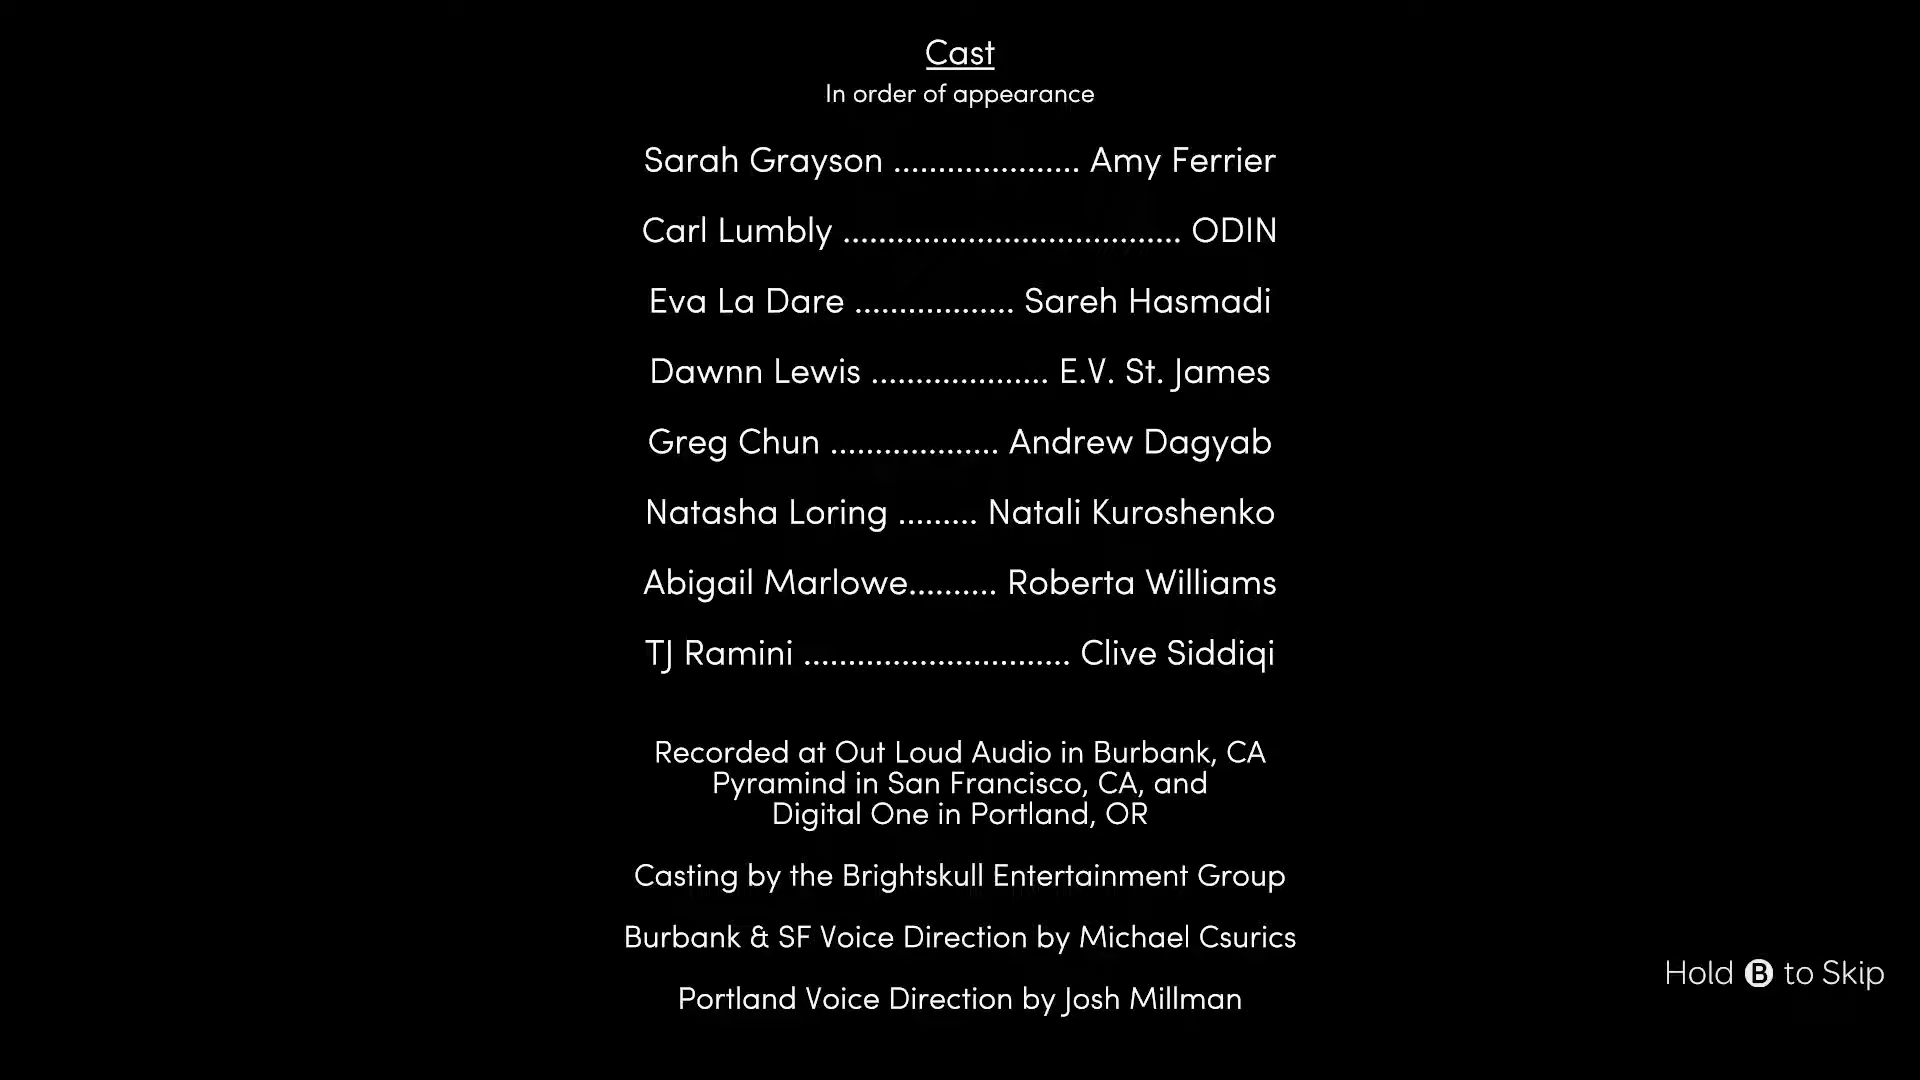 Cast
In order of appearance
Sarah Grayson ..................... Amy Ferrier
Carl Lumbly ...................................... ODIN
Eva La Dare .................. Sareh Hasmadi
Dawnn Lewis .................... E.V. St. James
Greg Chun ................... Andrew Dagyab
Natasha Loring ......... Natali Kuroshenko
Abigail Marlowe.......... Roberta Williams
TJ Ramini .............................. Clive Siddiqi
Recorded at Out Loud Audio in Burbank, CA
Pyramind in San Francisco, CA, and
Digital One in Portland, OR
Casting by the Brightskull Entertainment Group
Burbank & SF Voice Direction by Michael Csurics
Hold B to Skip
Portland Voice Direction by Josh Millman